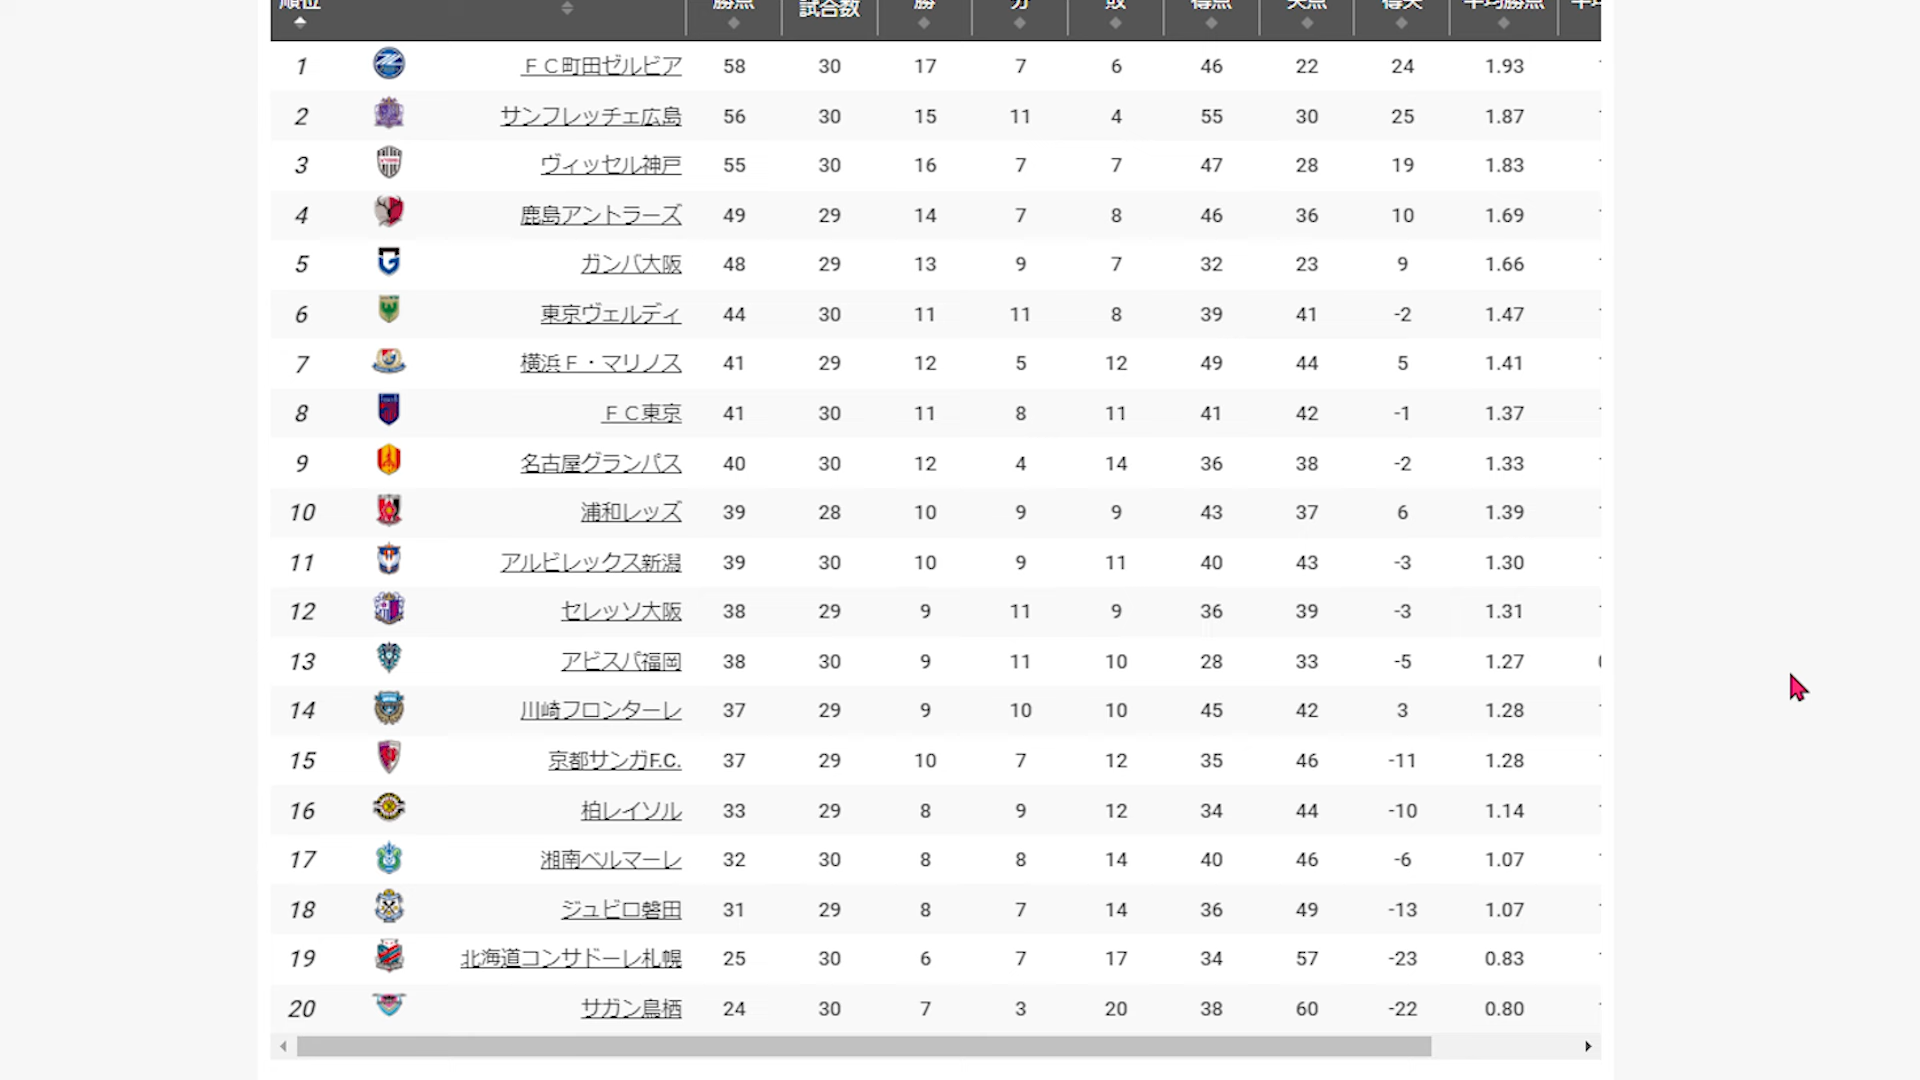 順位 勝点 試合数 勝 分 敗 得点 失点 得失 平均勝点
1 ＦＣ町田ゼルビア 58 30 17 7 6 46 22 24 1.93
2 サンフレッチェ広島 56 30 15 11 4 55 30 25 1.87
3 ヴィッセル神戸 55 30 16 7 7 47 28 19 1.83
4 鹿島アントラーズ 49 29 14 7 8 46 36 10 1.69
5 ガンバ大阪 48 29 13 9 7 32 23 9 1.66
6 東京ヴェルディ 44 30 11 11 8 39 41 -2 1.47
7 横浜Ｆ・マリノス 41 29 12 5 12 49 44 5 1.41
8 ＦＣ東京 41 30 11 8 11 41 42 -1 1.37
9 名古屋グランパス 40 30 12 4 14 36 38 -2 1.33
10 浦和レッズ 39 28 10 9 9 43 37 6 1.39
11 アルビレックス新潟 39 30 10 9 11 40 43 -3 1.30
12 セレッソ大阪 38 29 9 11 9 36 39 -3 1.31
13 アビスパ福岡 38 30 9 11 10 28 33 -5 1.27
14 川崎フロンターレ 37 29 9 10 10 45 42 3 1.28
15 京都サンガF.C. 37 29 10 7 12 35 46 -11 1.28
16 柏レイソル 33 29 8 9 12 34 44 -10 1.14
17 湘南ベルマーレ 32 30 8 8 14 40 46 -6 1.07
18 ジュビロ磐田 31 29 8 7 14 36 49 -13 1.07
19 北海道コンサドーレ札幌 25 30 6 7 17 34 57 -23 0.83
20 サガン鳥栖 24 30 7 3 20 38 60 -22 0.80